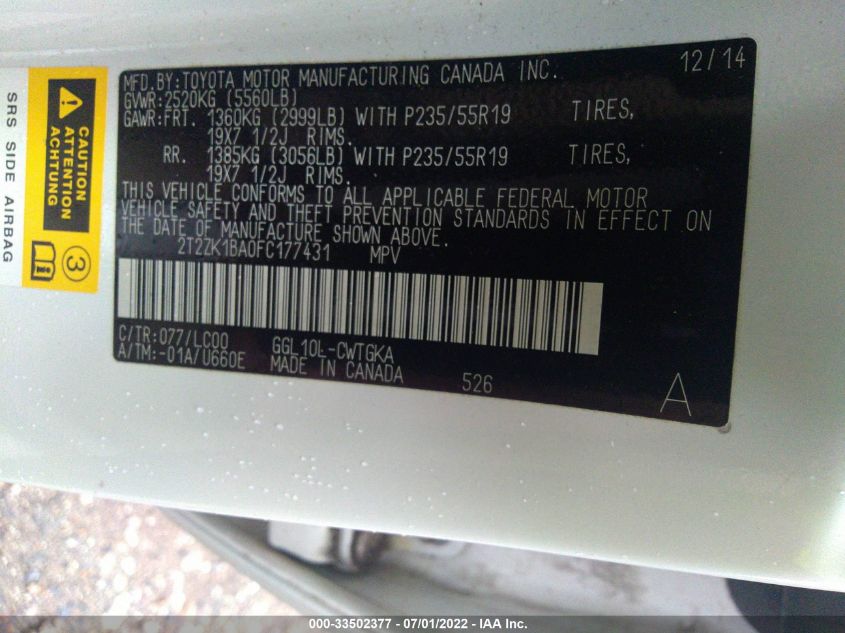 MFD.BY:TOYOTA MOTOR MANUFACTURING CANADA INC. 12/14
GVWR:2520KG (5560LB)
GAWR:FRT. 1360KG (2999LB) WITH P235/55R19 TIRES,
19X7 1/2J RIMS.
RR. 1385KG (3056LB) WITH P235/55R19 TIRES,
19X7 1/2J RIMS.
THIS VEHICLE CONFORMS TO ALL APPLICABLE FEDERAL MOTOR
VEHICLE SAFETY AND THEFT PREVENTION STANDARDS IN EFFECT ON
THE DATE OF MANUFACTURE SHOWN ABOVE.
2T2ZK1BA0FC177431 MPV
C/TR:077/LC00 GGL10L-CWTGKA
A/TM:-01A/U660E MADE IN CANADA 526
A
SRS SIDE AIRBAG
CAUTION
ATTENTION
ACHTUNG
3
000-33502377 - 07/01/2022 - IAA Inc.